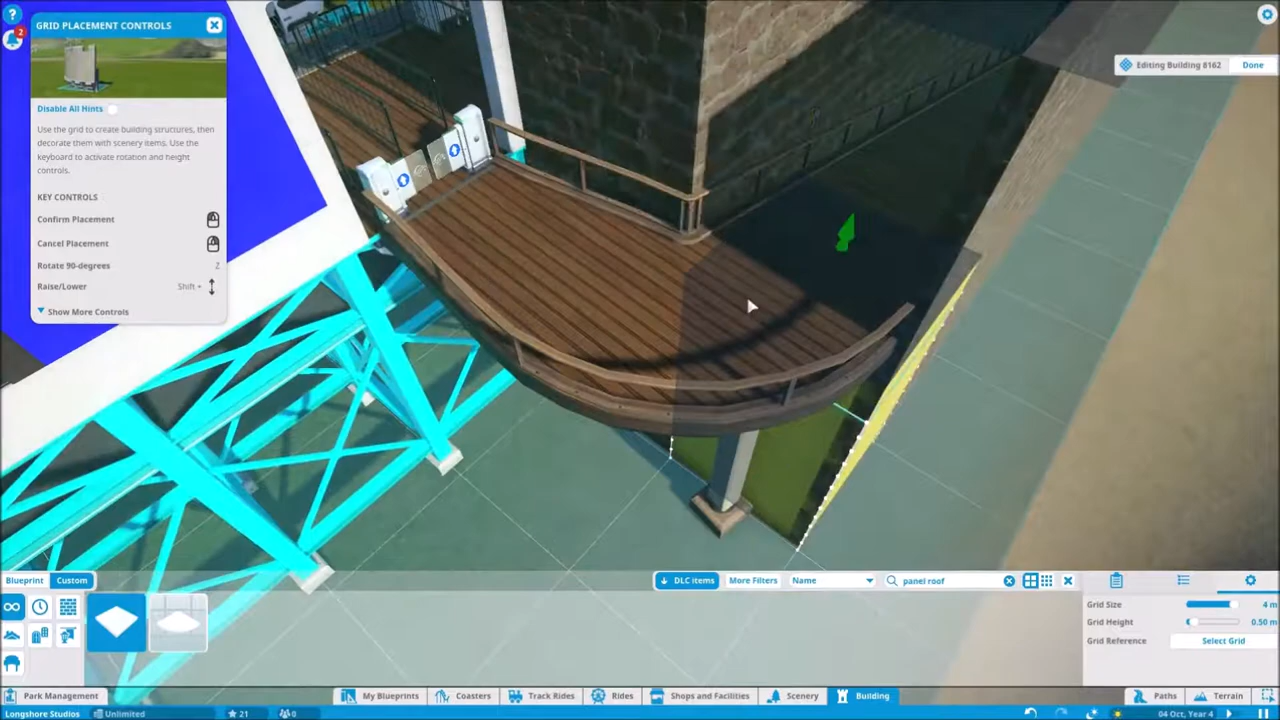 GRID PLACEMENT CONTROLS
?
2
Disable All Hints
Use the grid to create building structures, then
decorate them with scenery items. Use the
keyboard to activate rotation and height
controls.
KEY CONTROLS
Confirm Placement
Cancel Placement
Rotate 90-degrees Z
Raise/Lower Shift +
Show More Controls
Editing Building 8162 Done
Blueprint Custom
DLC items More Filters Name panel roof
Grid Size 4 m
Grid Height 0.50 m
Grid Reference Select Grid
Park Management My Blueprints Coasters Track Rides Rides Shops and Facilities Scenery Building Paths Terrain
Longshore Studios Unlimited 21 0 04 Oct, Year 4